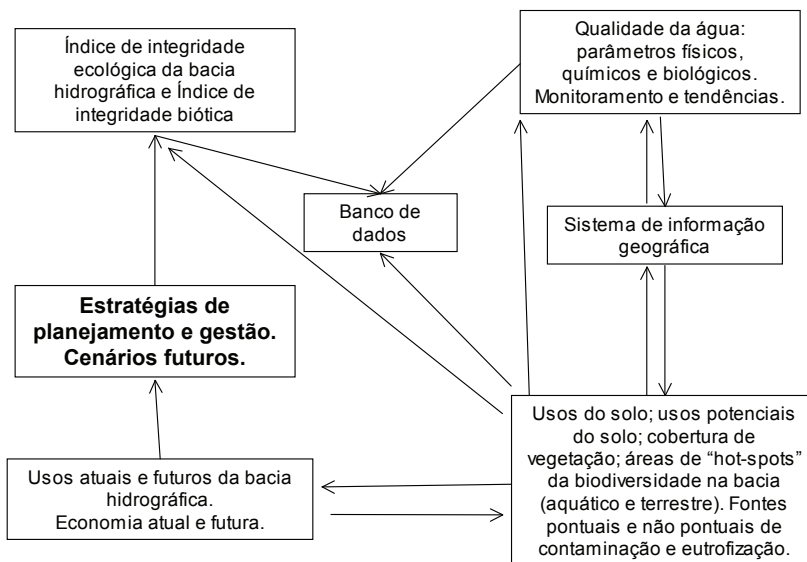 Índice de integridade
ecológica da bacia
hidrográfica e Índice de
integridade biótica
Qualidade da água:
parâmetros físicos,
químicos e biológicos.
Monitoramento e tendências.
Banco de
dados
Sistema de informação
geográfica
Estratégias de
planejamento e gestão.
Cenários futuros.
Usos atuais e futuros da bacia
hidrográfica.
Economia atual e futura.
Usos do solo; usos potenciais
do solo; cobertura de
vegetação; áreas de “hot-spots”
da biodiversidade na bacia
(aquático e terrestre). Fontes
pontuais e não pontuais de
contaminação e eutrofização.